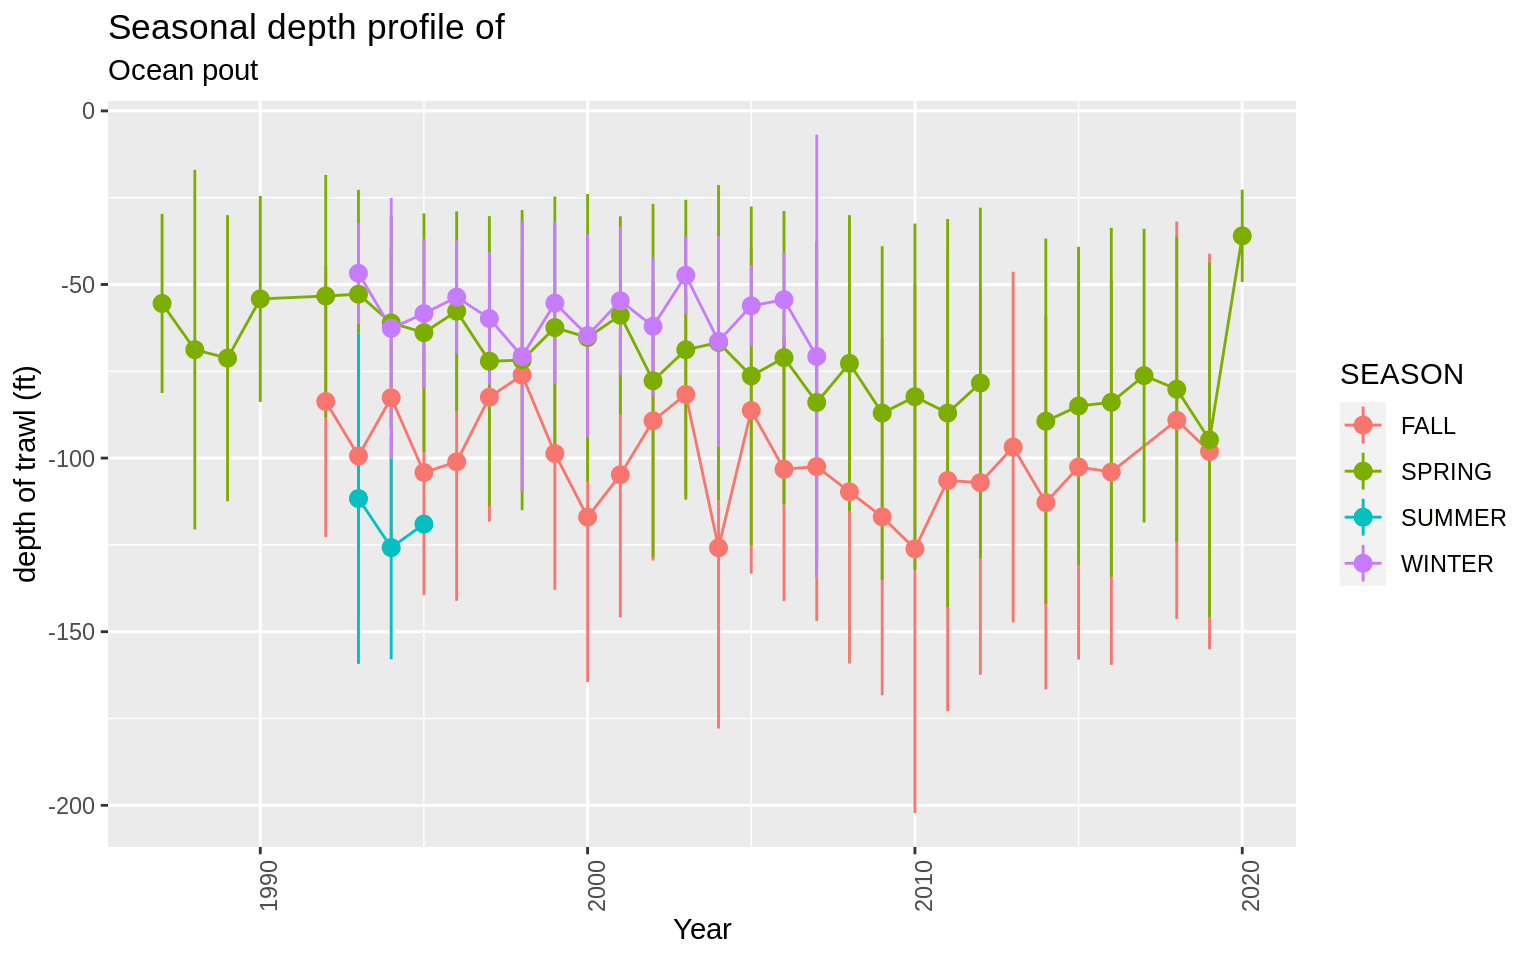 Seasonal depth profile of
Ocean pout
depth of trawl (ft)
0
-50
-100
-150
-200
1990
2000
2010
2020
Year
SEASON
FALL
SPRING
SUMMER
WINTER